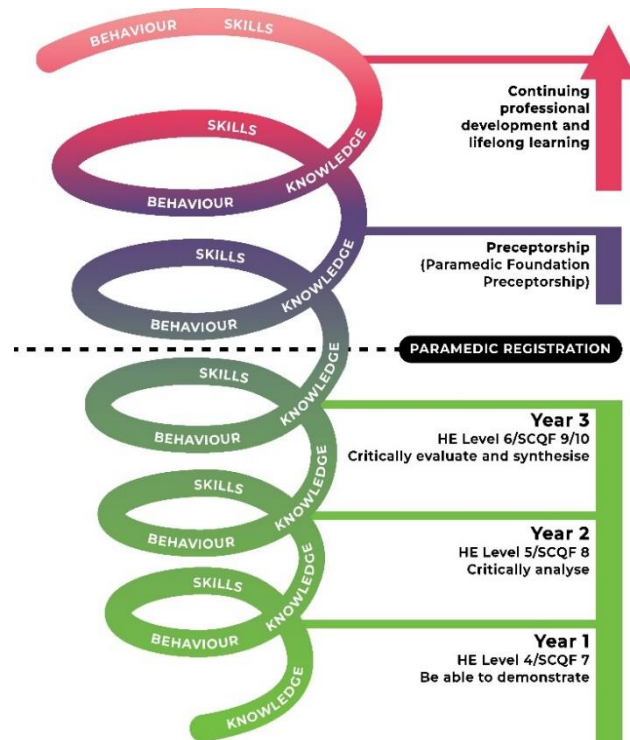 BEHAVIOUR SKILLS
KNOWLEDGE
Continuing
professional
development and
lifelong learning
SKILLS
BEHAVIOUR
KNOWLEDGE
Preceptorship
(Paramedic Foundation
Preceptorship)
SKILLS
BEHAVIOUR
KNOWLEDGE
PARAMEDIC REGISTRATION
SKILLS
BEHAVIOUR
KNOWLEDGE
Year 3
HE Level 6/SCQF 9/10
Critically evaluate and synthesise
SKILLS
BEHAVIOUR
KNOWLEDGE
Year 2
HE Level 5/SCQF 8
Critically analyse
SKILLS
BEHAVIOUR
KNOWLEDGE
Year 1
HE Level 4/SCQF 7
Be able to demonstrate